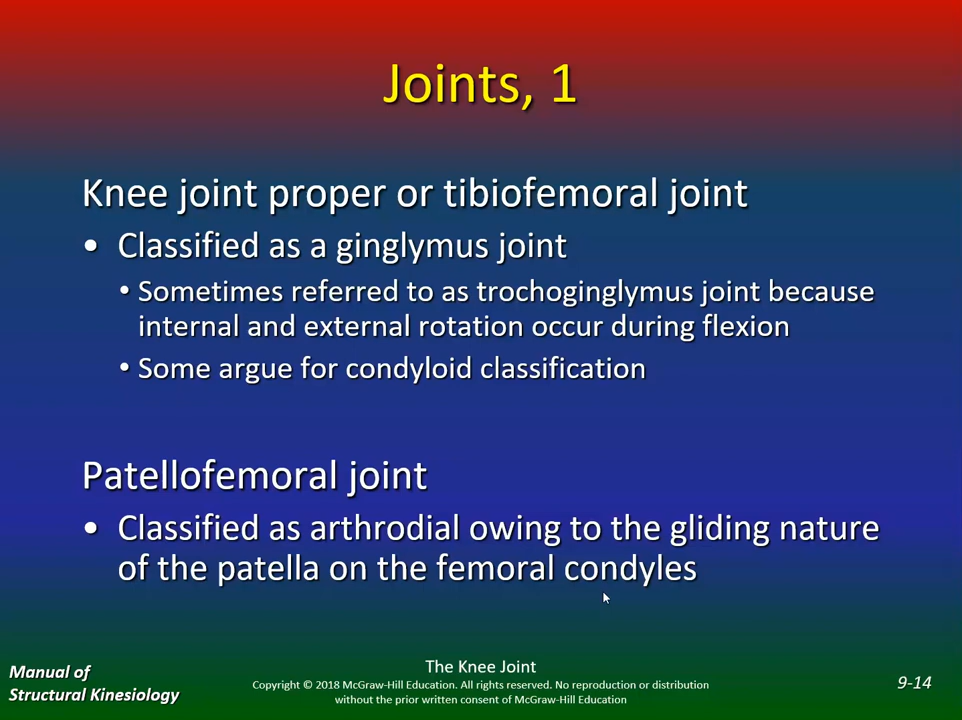 Joints, 1
Knee joint proper or tibiofemoral joint
• Classified as a ginglymus joint
• Sometimes referred to as trochoginglymus joint because
internal and external rotation occur during flexion
• Some argue for condyloid classification
Patellofemoral joint
• Classified as arthrodial owing to the gliding nature
of the patella on the femoral condyles
Manual of
Structural Kinesiology
The Knee Joint
Copyright © 2018 McGraw-Hill Education. All rights reserved. No reproduction or distribution
without the prior written consent of McGraw-Hill Education
9-14